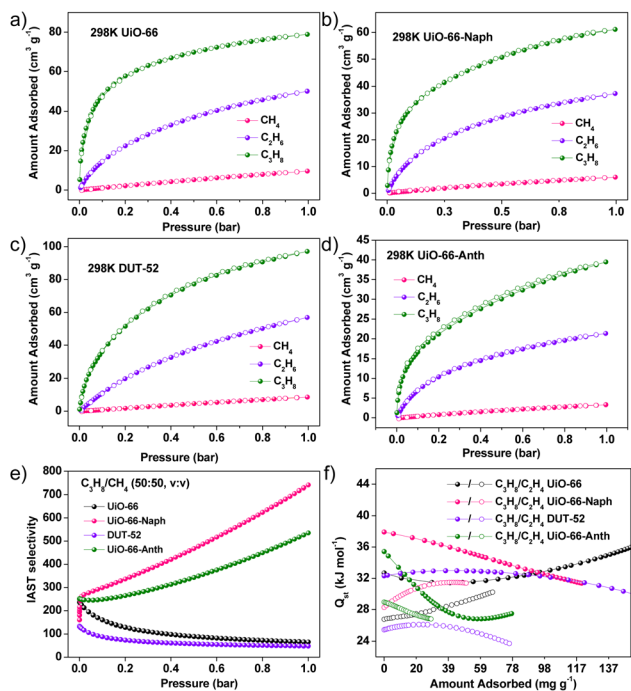 a)
298K UiO-66
Amount Adsorbed (cm³ g⁻¹)
80
60
40
20
0
CH₄
C₂H₆
C₃H₈
0.0 0.2 0.4 0.6 0.8 1.0
Pressure (bar)
b)
298K UiO-66-Naph
Amount Adsorbed (cm³ g⁻¹)
60
40
20
0
CH₄
C₂H₆
C₃H₈
0.0 0.3 0.5 0.8 1.0
Pressure (bar)
c)
298K DUT-52
Amount Adsorbed (cm³ g⁻¹)
100
80
60
40
20
0
CH₄
C₂H₆
C₃H₈
0.0 0.2 0.4 0.6 0.8 1.0
Pressure (bar)
d)
298K UiO-66-Anth
Amount Adsorbed (cm³ g⁻¹)
45
40
35
30
25
20
15
10
5
0
CH₄
C₂H₆
C₃H₈
0.0 0.2 0.4 0.6 0.8 1.0
Pressure (bar)
e)
C₃H₈/CH₄ (50:50, v:v)
UiO-66
UiO-66-Naph
DUT-52
UiO-66-Anth
IAST selectivity
800
700
600
500
400
300
200
100
0
0.0 0.2 0.4 0.6 0.8 1.0
Pressure (bar)
f)
/ C₃H₈/C₂H₄ UiO-66
/ C₃H₈/C₂H₄ UiO-66-Naph
/ C₃H₈/C₂H₄ DUT-52
/ C₃H₈/C₂H₄ UiO-66-Anth
Qst (kJ mol⁻¹)
44
40
36
32
28
24
0 20 39 59 78 98 117 137
Amount Adsorbed (mg g⁻¹)